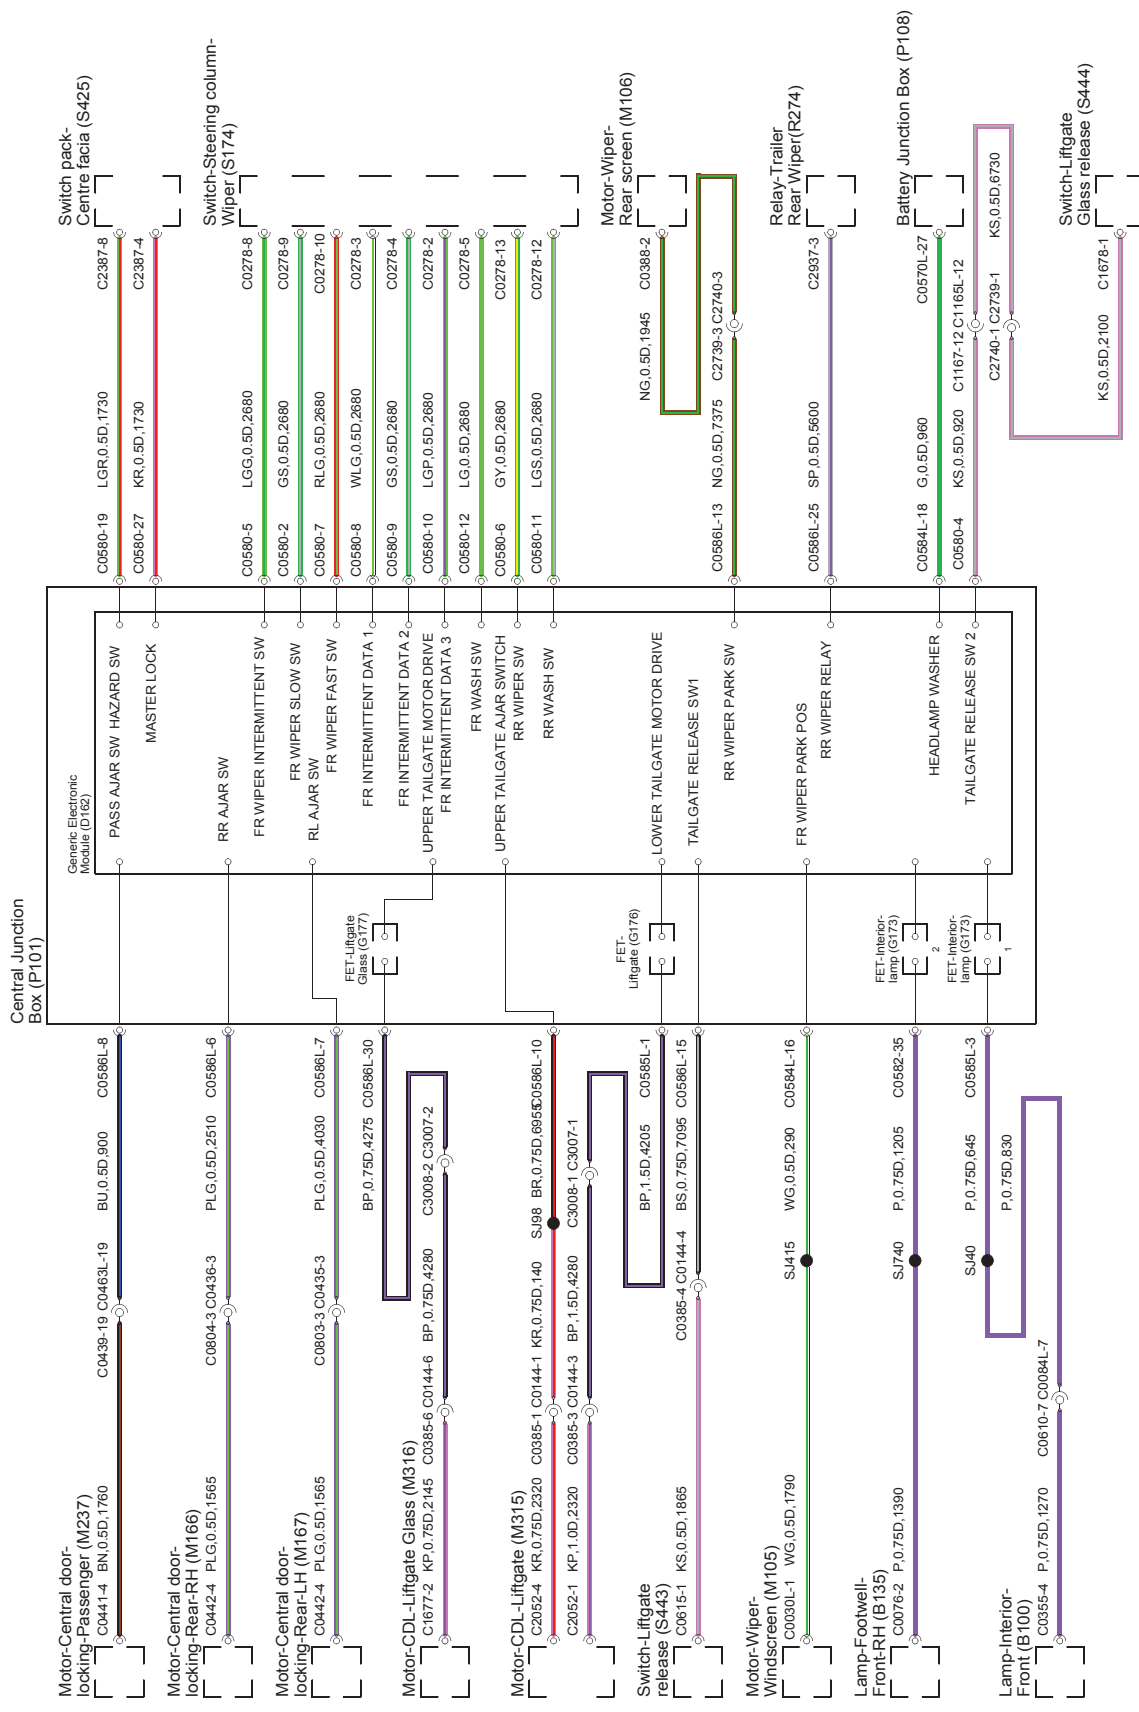 Switch pack-
Centre facia (S425)
C0580-19 LGR,0.5D,1730 C2387-8
C0580-27 KR,0.5D,1730 C2387-4
Switch-Steering column-
Wiper (S174)
C0580-5 LGG,0.5D,2680 C0278-8
C0580-2 GS,0.5D,2680 C0278-9
C0580-7 RLG,0.5D,2680 C0278-10
C0580-8 WLG,0.5D,2680 C0278-3
C0580-9 GS,0.5D,2680 C0278-4
C0580-10 LGP,0.5D,2680 C0278-2
C0580-12 LG,0.5D,2680 C0278-5
C0580-6 GY,0.5D,2680 C0278-13
C0580-11 LGS,0.5D,2680 C0278-12
Motor-Wiper-
Rear screen (M106)
NG,0.5D,1945 C0388-2
C0586L-13 NG,0.5D,7375 C2739-3 C2740-3
Relay-Trailer
Rear Wiper(R274)
C0586L-25 SP,0.5D,5600 C2937-3
Battery Junction Box (P108)
C0584L-18 G,0.5D,960 C0570L-27
C0580-4 KS,0.5D,920 C1167-12 C1165L-12
C2740-1 C2739-1 KS,0.5D,6730
Switch-Liftgate
Glass release (S444)
KS,0.5D,2100 C1678-1
Central Junction
Box (P101)
Generic Electronic
Module (D162)
PASS AJAR SW HAZARD SW
MASTER LOCK
RR AJAR SW
FR WIPER INTERMITTENT SW
FR WIPER SLOW SW
RL AJAR SW
FR WIPER FAST SW
FR INTERMITTENT DATA 1
FR INTERMITTENT DATA 2
UPPER TAILGATE MOTOR DRIVE
FR INTERMITTENT DATA 3
FR WASH SW
UPPER TAILGATE AJAR SWITCH
RR WIPER SW
RR WASH SW
LOWER TAILGATE MOTOR DRIVE
TAILGATE RELEASE SW1
RR WIPER PARK SW
FR WIPER PARK POS
RR WIPER RELAY
HEADLAMP WASHER
TAILGATE RELEASE SW 2
FET-Liftgate
Glass (G177)
FET-
Liftgate (G176)
FET-Interior-
lamp (G173)
2
FET-Interior-
lamp (G173)
1
Motor-Central door-
locking-Passenger (M237)
C0441-4 BN,0.5D,1760 C0439-19 C0463L-19 BU,0.5D,900 C0586L-8
Motor-Central door-
locking-Rear-RH (M166)
C0442-4 PLG,0.5D,1565 C0804-3 C0436-3 PLG,0.5D,2510 C0586L-6
Motor-Central door-
locking-Rear-LH (M167)
C0442-4 PLG,0.5D,1565 C0803-3 C0435-3 PLG,0.5D,4030 C0586L-7
BP,0.75D,4275 C0586L-30
Motor-CDL-Liftgate Glass (M316)
C1677-2 KP,0.75D,2145 C0385-6 C0144-6 BP,0.75D,4280 C3008-2 C3007-2
Motor-CDL-Liftgate (M315)
C2052-4 KR,0.75D,2320 C0385-1 C0144-1 KR,0.75D,140 SJ98 BR,0.75D,6955 C0586L-10
C2052-1 KP,1.0D,2320 C0385-3 C0144-3 BP,1.5D,4280 C3008-1 C3007-1
BP,1.5D,4205 C0585L-1
Switch-Liftgate
release (S443)
C0615-1 KS,0.5D,1865 C0385-4 C0144-4 BS,0.75D,7095 C0586L-15
Motor-Wiper-
Windscreen (M105)
C0030L-1 WG,0.5D,1790 SJ415 WG,0.5D,290 C0584L-16
Lamp-Footwell-
Front-RH (B135)
C0076-2 P,0.75D,1390 SJ740 P,0.75D,1205 C0582-35
SJ40 P,0.75D,645 C0585L-3
P,0.75D,830
Lamp-Interior-
Front (B100)
C0355-4 P,0.75D,1270 C0610-7 C0084L-7